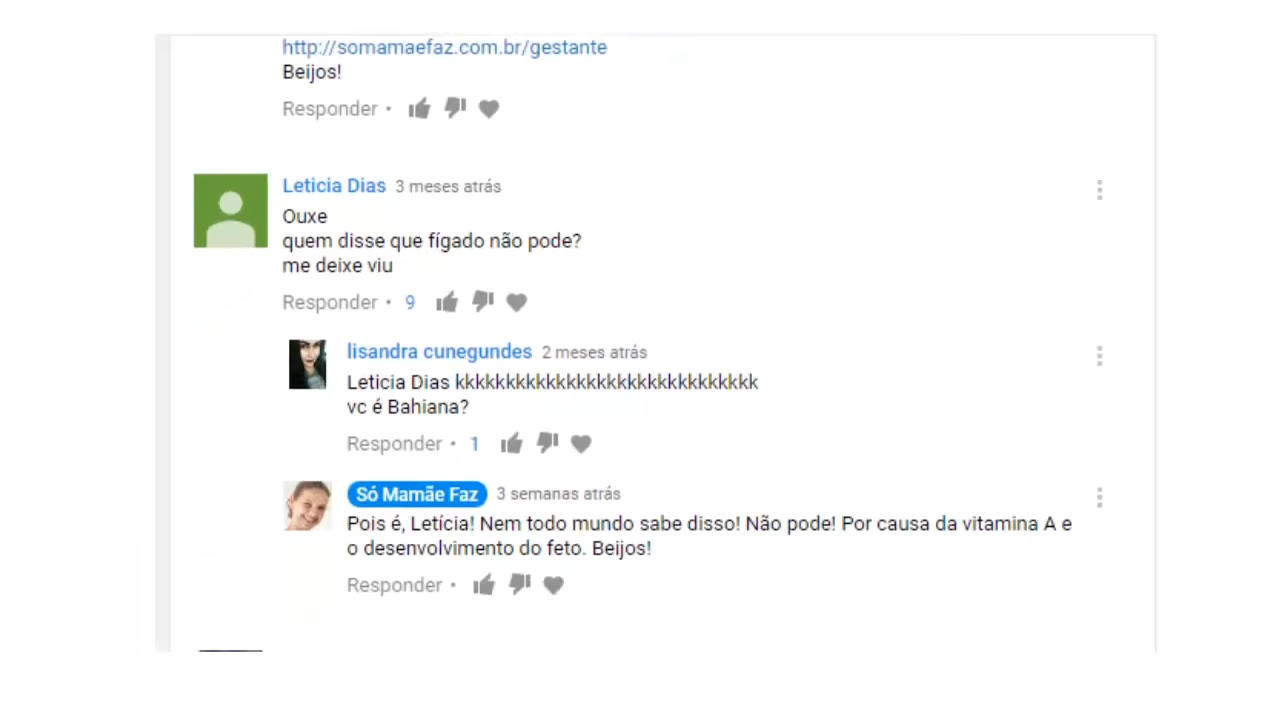 http://somamaefaz.com.br/gestante
Beijos!
Responder •
Leticia Dias 3 meses atrás
Ouxe
quem disse que fígado não pode?
me deixe viu
Responder • 9
lisandra cunegundes 2 meses atrás
Leticia Dias kkkkkkkkkkkkkkkkkkkkkkkkkkkkkk
vc é Bahiana?
Responder • 1
Só Mamãe Faz 3 semanas atrás
Pois é, Letícia! Nem todo mundo sabe disso! Não pode! Por causa da vitamina A e
o desenvolvimento do feto. Beijos!
Responder •